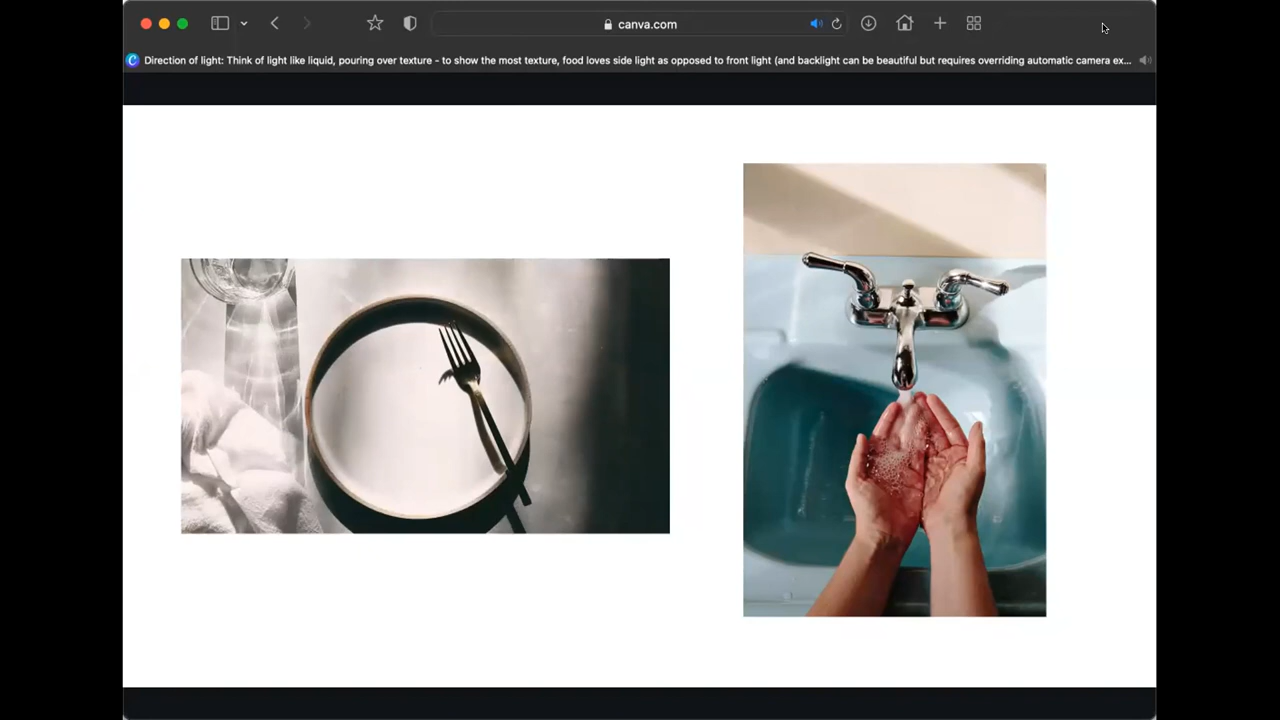 canva.com
Direction of light: Think of light like liquid, pouring over texture - to show the most texture, food loves side light as opposed to front light (and backlight can be beautiful but requires overriding automatic camera ex...